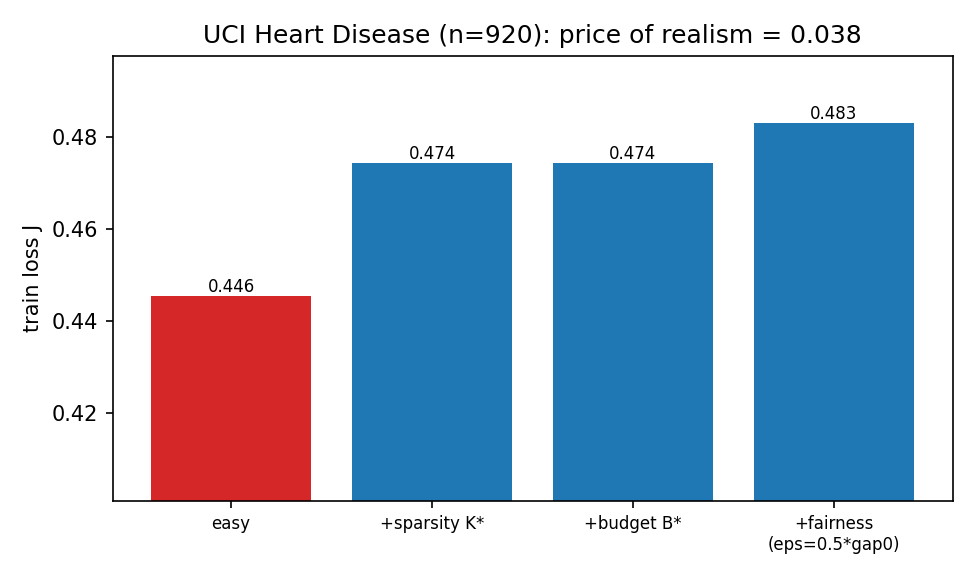 UCI Heart Disease (n=920): price of realism = 0.038
train loss J
0.48
0.46
0.44
0.42
0.446
0.474
0.474
0.483
easy
+sparsity K*
+budget B*
+fairness
(eps=0.5*gap0)